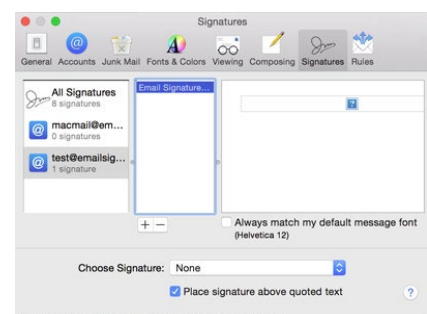 Signatures
General Accounts Junk Mail Fonts & Colors Viewing Composing Signatures Rules
All Signatures
6 signatures
macmail@em...
0 signatures
test@emailsig...
1 signature
Email Signature...
?
+ −
Always match my default message font
(Helvetica 12)
Choose Signature: None
Place signature above quoted text
?